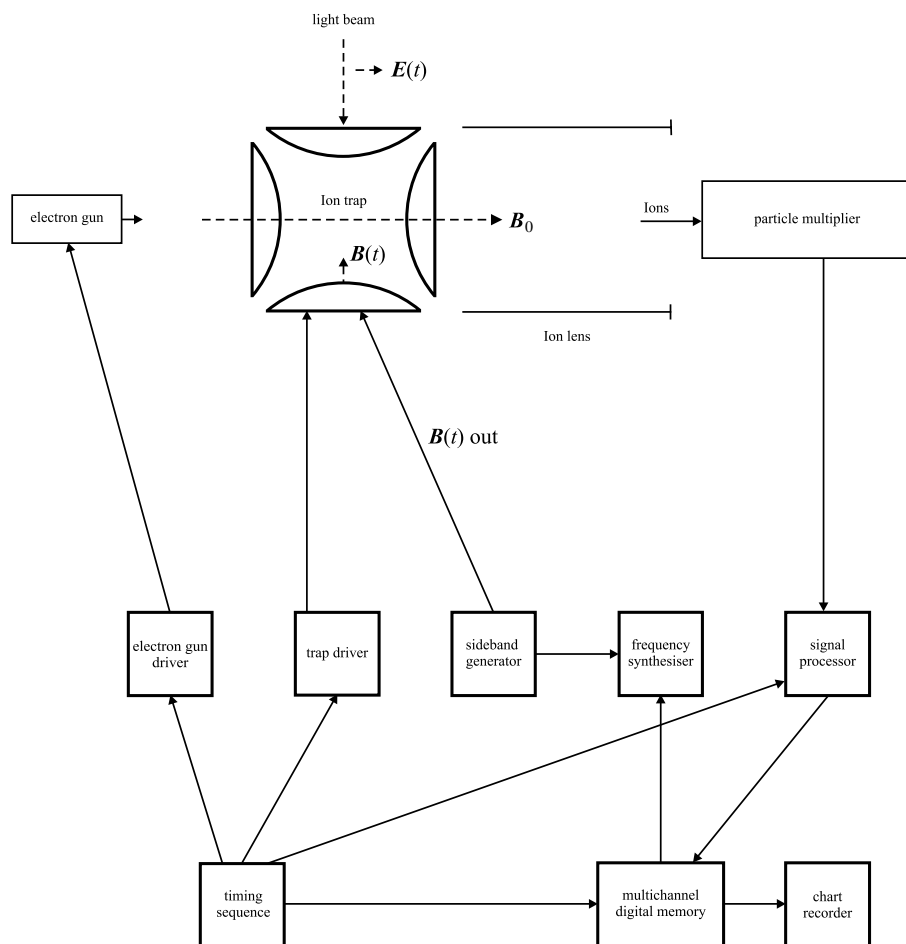 light beam
E(t)
Ion trap
electron gun
B₀
Ions
particle multiplier
B(t)
Ion lens
B(t) out
electron gun
driver
trap driver
sideband
generator
frequency
synthesiser
signal
processor
timing
sequence
multichannel
digital memory
chart
recorder